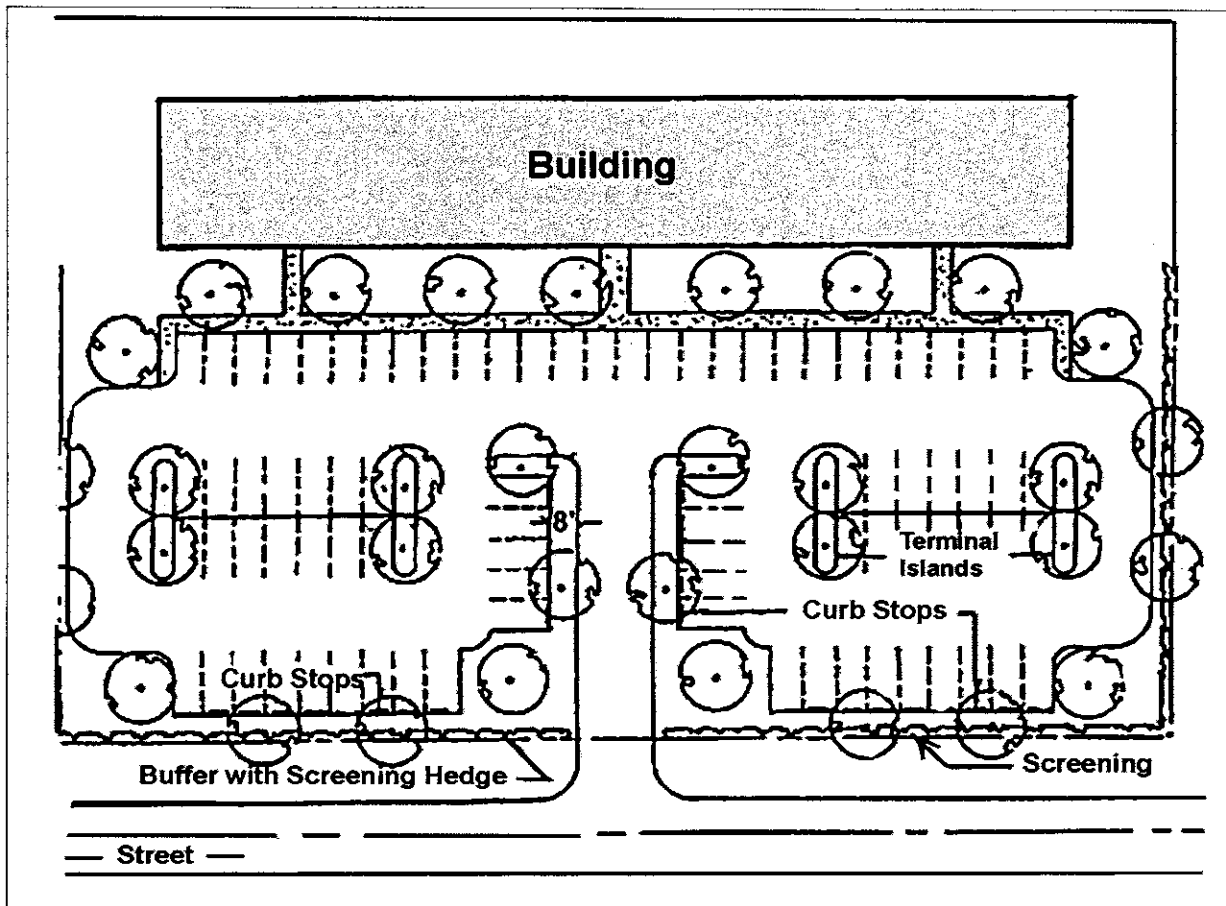 Building
8'
Terminal
Islands
Curb Stops
Curb Stops
Buffer with Screening Hedge
Screening
Street